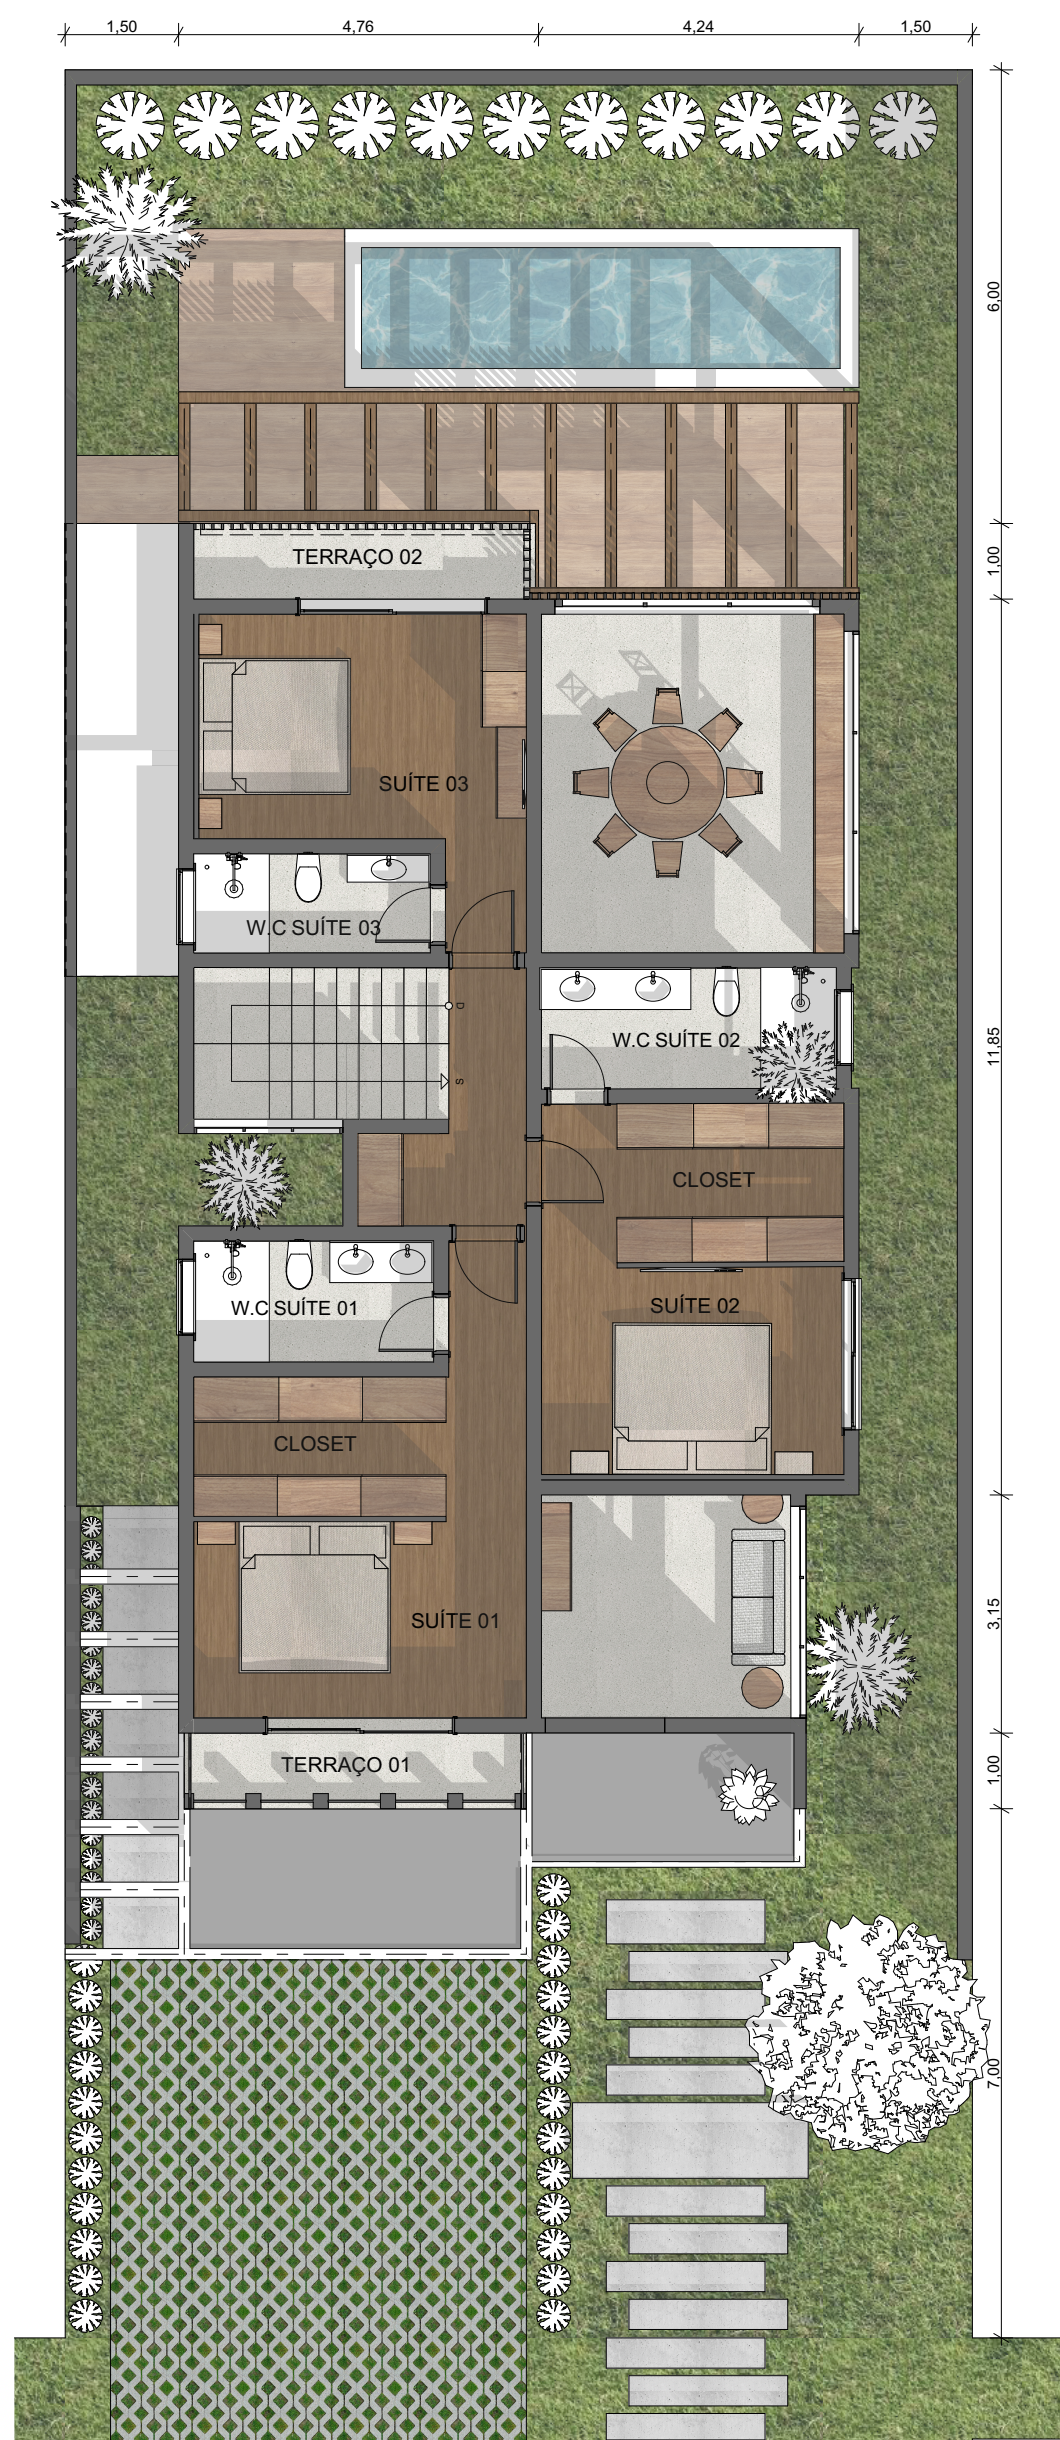 1,50
4,76
4,24
1,50
6,00
TERRAÇO 02
1,00
SUÍTE 03
W.C SUÍTE 03
D
W.C SUÍTE 02
11,85
S
CLOSET
W.C SUÍTE 01
SUÍTE 02
CLOSET
SUÍTE 01
3,15
TERRAÇO 01
1,00
7,00